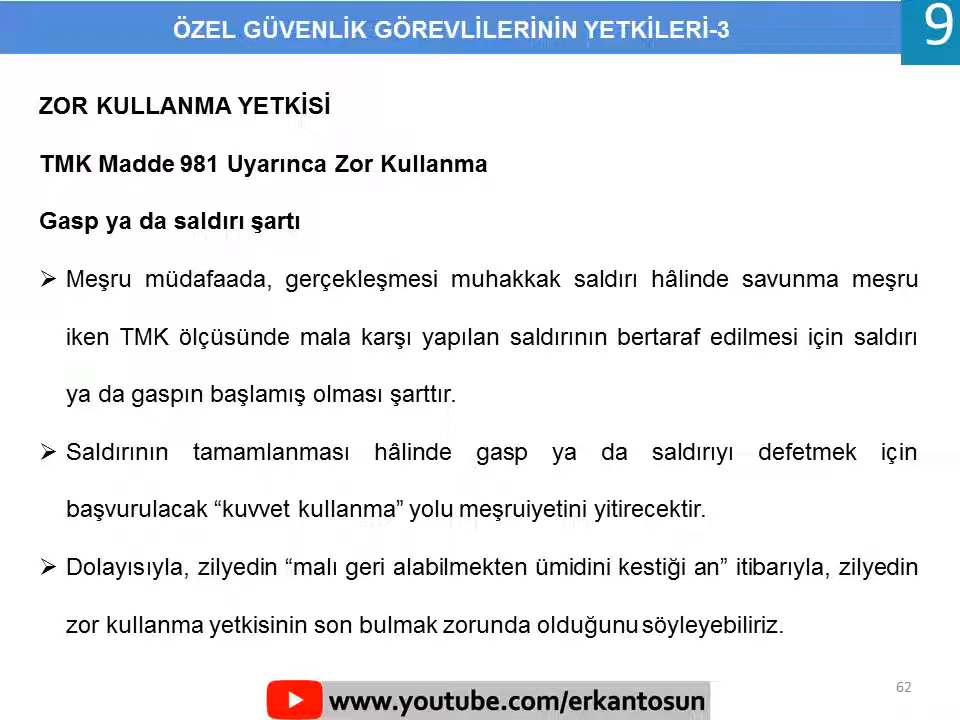 ÖZEL GÜVENLİK GÖREVLİLERİNİN YETKİLERİ-3
9
ZOR KULLANMA YETKİSİ
TMK Madde 981 Uyarınca Zor Kullanma
Gasp ya da saldırı şartı
➢ Meşru müdafaada, gerçekleşmesi muhakkak saldırı hâlinde savunma meşru
iken TMK ölçüsünde mala karşı yapılan saldırının bertaraf edilmesi için saldırı
ya da gaspın başlamış olması şarttır.
➢ Saldırının tamamlanması hâlinde gasp ya da saldırıyı defetmek için
başvurulacak “kuvvet kullanma” yolu meşruiyetini yitirecektir.
➢ Dolayısıyla, zilyedin “malı geri alabilmekten ümidini kestiği an” itibarıyla, zilyedin
zor kullanma yetkisinin son bulmak zorunda olduğunu söyleyebiliriz.
62
www.youtube.com/erkantosun